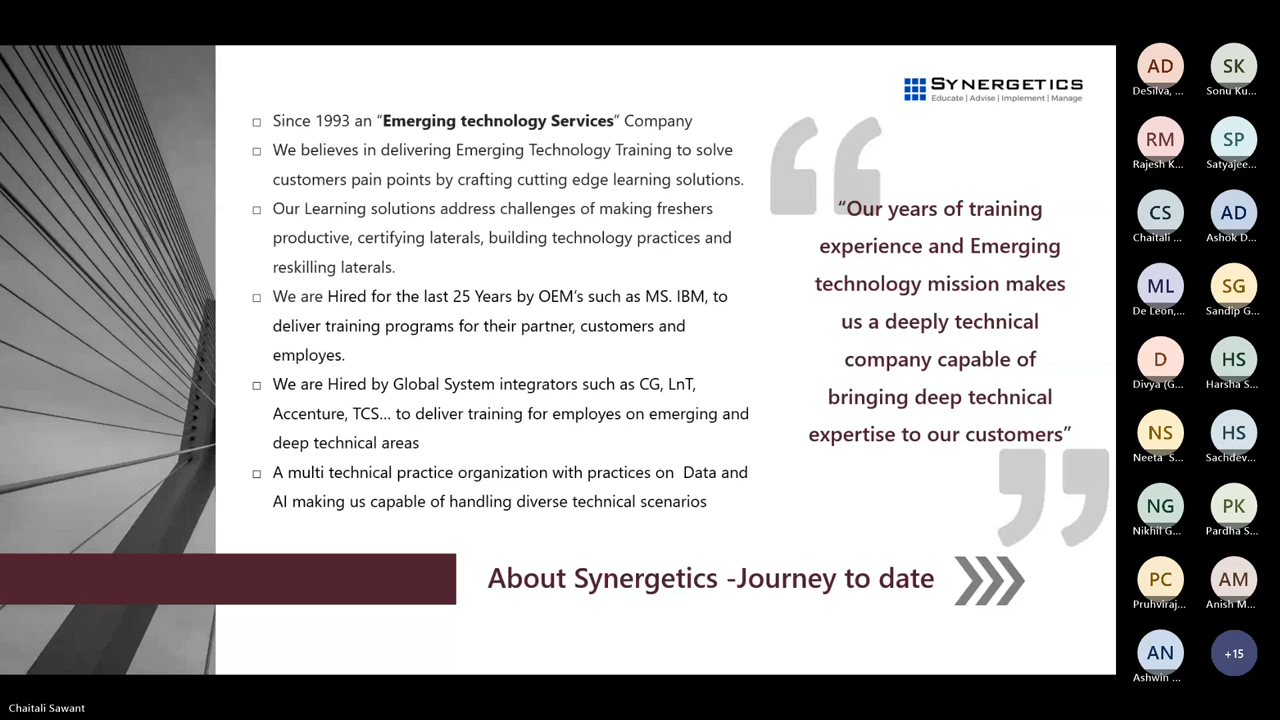 SYNERGETICS
Educate | Advise | Implement | Manage
□ Since 1993 an “Emerging technology Services” Company
□ We believes in delivering Emerging Technology Training to solve
customers pain points by crafting cutting edge learning solutions.
□ Our Learning solutions address challenges of making freshers
productive, certifying laterals, building technology practices and
reskilling laterals.
□ We are Hired for the last 25 Years by OEM’s such as MS. IBM, to
deliver training programs for their partner, customers and
employes.
□ We are Hired by Global System integrators such as CG, LnT,
Accenture, TCS... to deliver training for employes on emerging and
deep technical areas
□ A multi technical practice organization with practices on  Data and
AI making us capable of handling diverse technical scenarios
“Our years of training
experience and Emerging
technology mission makes
us a deeply technical
company capable of
bringing deep technical
expertise to our customers”
About Synergetics -Journey to date
AD
DeSilva, ...
SK
Sonu Ku...
RM
Rajesh K...
SP
Satyajee...
CS
Chaitali ...
AD
Ashok D...
ML
De Leon,...
SG
Sandip G...
D
Divya (G...
HS
Harsha S...
NS
Neeta S...
HS
Sachdev...
NG
Nikhil G...
PK
Pardha S...
PC
Pruhviraj...
AM
Anish M...
AN
Ashwin ...
+15
Chaitali Sawant